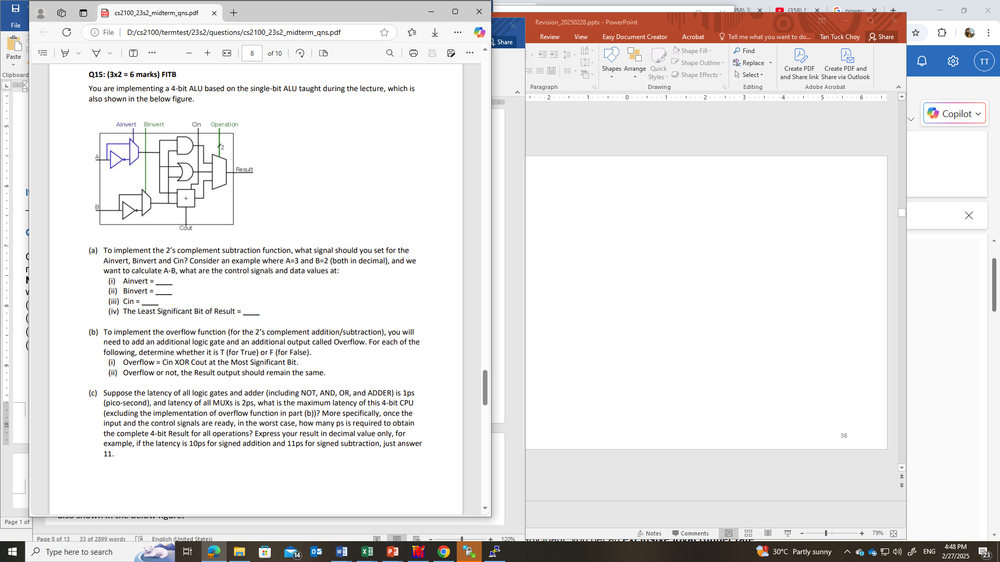 cs2100_23s2_midterm_qns.pdf
File
D:/cs2100/termtest/23s2/questions/cs2100_23s2_midterm_qns.pdf
8 of 10
Q15: (3x2 = 6 marks) FITB
You are implementing a 4-bit ALU based on the single-bit ALU taught during the lecture, which is
also shown in the below figure.
Ainvert Binvert Cin Operation
2
A
Result
+
B
Cout
(a) To implement the 2's complement subtraction function, what signal should you set for the
Ainvert, Binvert and Cin? Consider an example where A=3 and B=2 (both in decimal), and we
want to calculate A-B, what are the control signals and data values at:
(i) Ainvert = ____
(ii) Binvert = ____
(iii) Cin = ____
(iv) The Least Significant Bit of Result = ____
(b) To implement the overflow function (for the 2's complement addition/subtraction), you will
need to add an additional logic gate and an additional output called Overflow. For each of the
following, determine whether it is T (for True) or F (for False).
(i) Overflow = Cin XOR Cout at the Most Significant Bit.
(ii) Overflow or not, the Result output should remain the same.
(c) Suppose the latency of all logic gates and adder (including NOT, AND, OR, and ADDER) is 1ps
(pico-second), and latency of all MUXs is 2ps, what is the maximum latency of this 4-bit CPU
(excluding the implementation of overflow function in part (b))? More specifically, once the
input and the control signals are ready, in the worst case, how many ps is required to obtain
the complete 4-bit Result for all operations? Express your result in decimal value only, for
example, if the latency is 10ps for signed addition and 11ps for signed subtraction, just answer
11.
File
Paste
Clipboard
5
6
7
8
9
10
Page 1 of
Page 8 of 13 33 of 2899 words English (United States) 120%
Share
Revision_20250228.pptx - PowerPoint
Review View Easy Document Creator Acrobat Tell me what you want to do... Tan Tuck Choy Share
Shapes Arrange Quick
Styles
Shape Fill
Shape Outline
Shape Effects
Find
Replace
Select
Create PDF
and Share link
Create PDF and
Share via Outlook
Paragraph Drawing Editing Adobe Acrobat
2 1 0 1 2 3 4 5 6
38
Notes Comments 79%
TT
Copilot
Type here to search
14
30°C Partly sunny
ENG
4:48 PM
2/27/2025
23